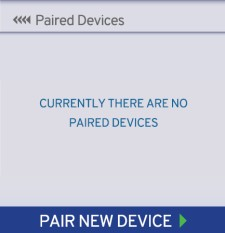 Paired Devices
CURRENTLY THERE ARE NO
PAIRED DEVICES
PAIR NEW DEVICE